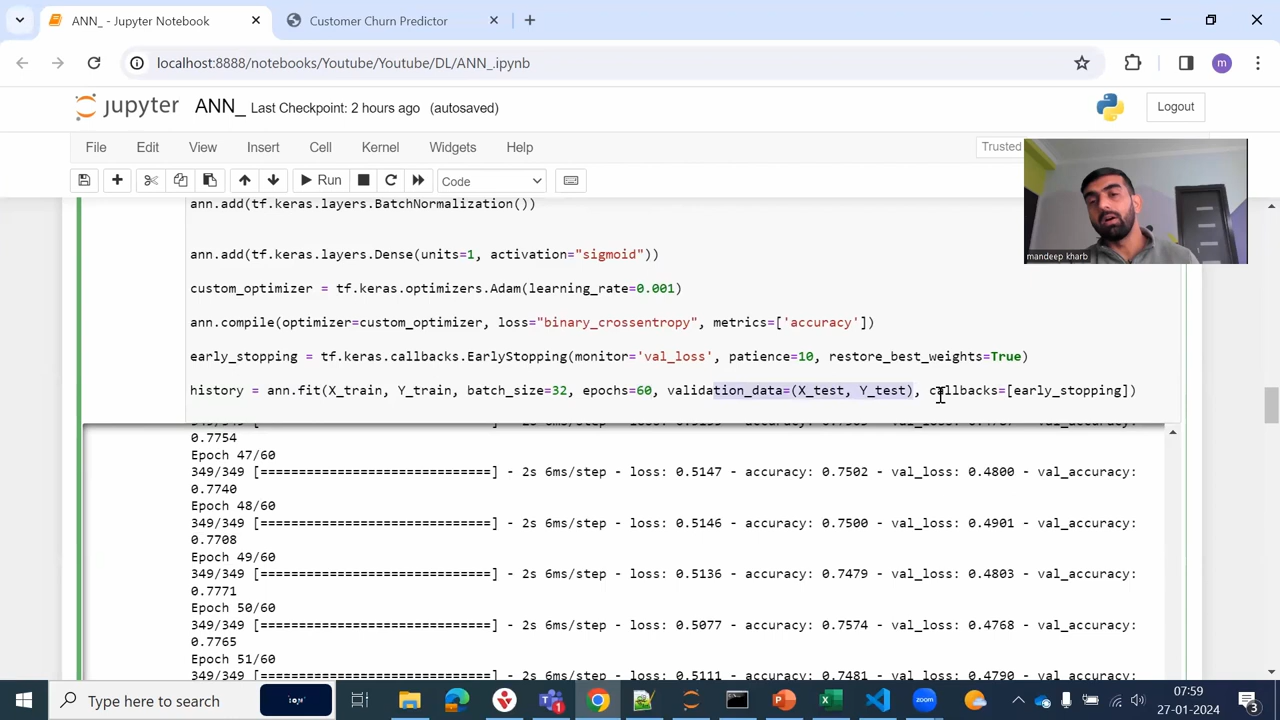 ANN_ - Jupyter Notebook
Customer Churn Predictor
localhost:8888/notebooks/Youtube/Youtube/DL/ANN_.ipynb
m
jupyter ANN_ Last Checkpoint: 2 hours ago (autosaved)
Logout
File Edit View Insert Cell Kernel Widgets Help
Trusted
Run
Code
mandeep kharb
ann.add(tf.keras.layers.BatchNormalization())
ann.add(tf.keras.layers.Dense(units=1, activation="sigmoid"))
custom_optimizer = tf.keras.optimizers.Adam(learning_rate=0.001)
ann.compile(optimizer=custom_optimizer, loss="binary_crossentropy", metrics=['accuracy'])
early_stopping = tf.keras.callbacks.EarlyStopping(monitor='val_loss', patience=10, restore_best_weights=True)
history = ann.fit(X_train, Y_train, batch_size=32, epochs=60, validation_data=(X_test, Y_test), callbacks=[early_stopping])
0.7754
Epoch 47/60
349/349 [==============================] - 2s 6ms/step - loss: 0.5147 - accuracy: 0.7502 - val_loss: 0.4800 - val_accuracy:
0.7740
Epoch 48/60
349/349 [==============================] - 2s 6ms/step - loss: 0.5146 - accuracy: 0.7500 - val_loss: 0.4901 - val_accuracy:
0.7708
Epoch 49/60
349/349 [==============================] - 2s 6ms/step - loss: 0.5136 - accuracy: 0.7479 - val_loss: 0.4803 - val_accuracy:
0.7771
Epoch 50/60
349/349 [==============================] - 2s 6ms/step - loss: 0.5077 - accuracy: 0.7574 - val_loss: 0.4768 - val_accuracy:
0.7765
Epoch 51/60
349/349 [==============================] - 2s 6ms/step - loss: 0.5111 - accuracy: 0.7481 - val_loss: 0.4790 - val_accuracy:
Type here to search
zoom
07:59
27-01-2024
3